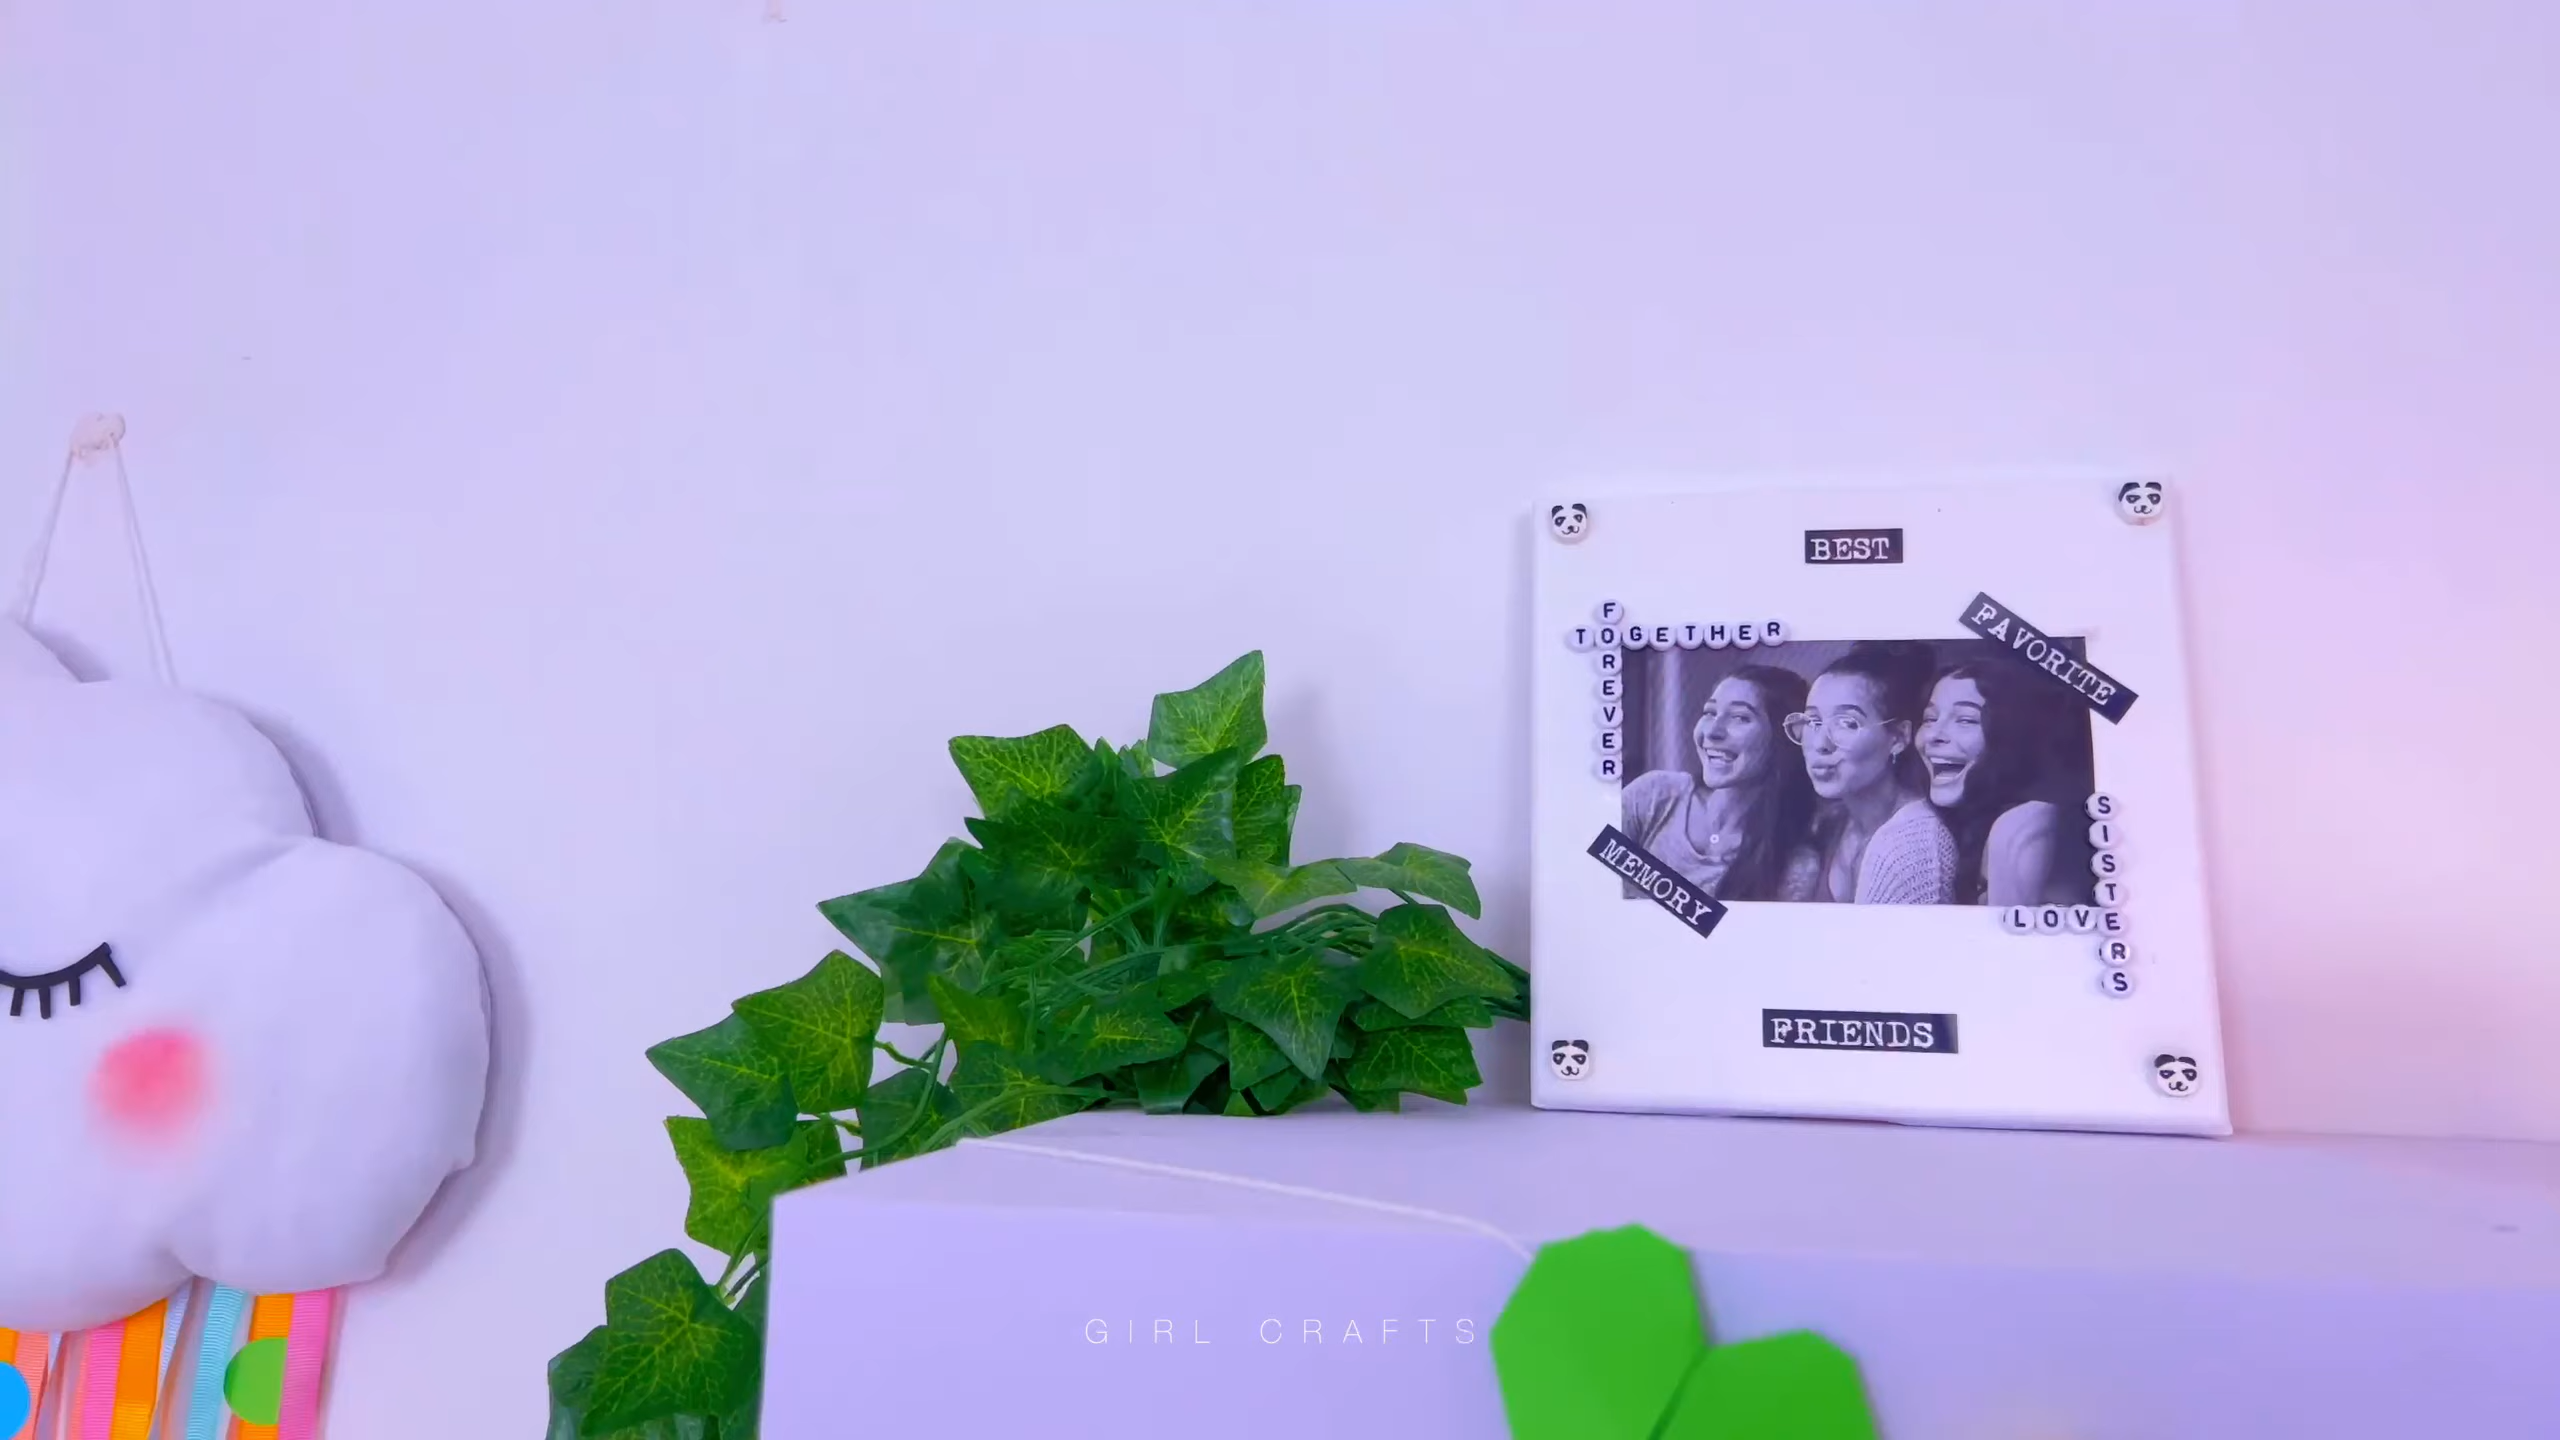 BEST
FOREVER
TOGETHER
FAVORITE
MEMORY
SISTERS
LOVE
FRIENDS
GIRL CRAFTS